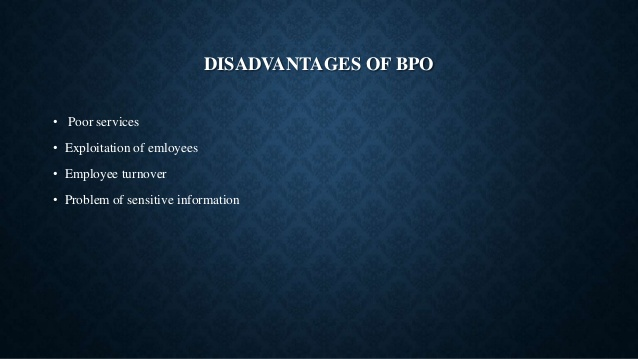 DISADVANTAGES OF BPO
• Poor services
• Exploitation of emloyees
• Employee turnover
• Problem of sensitive information